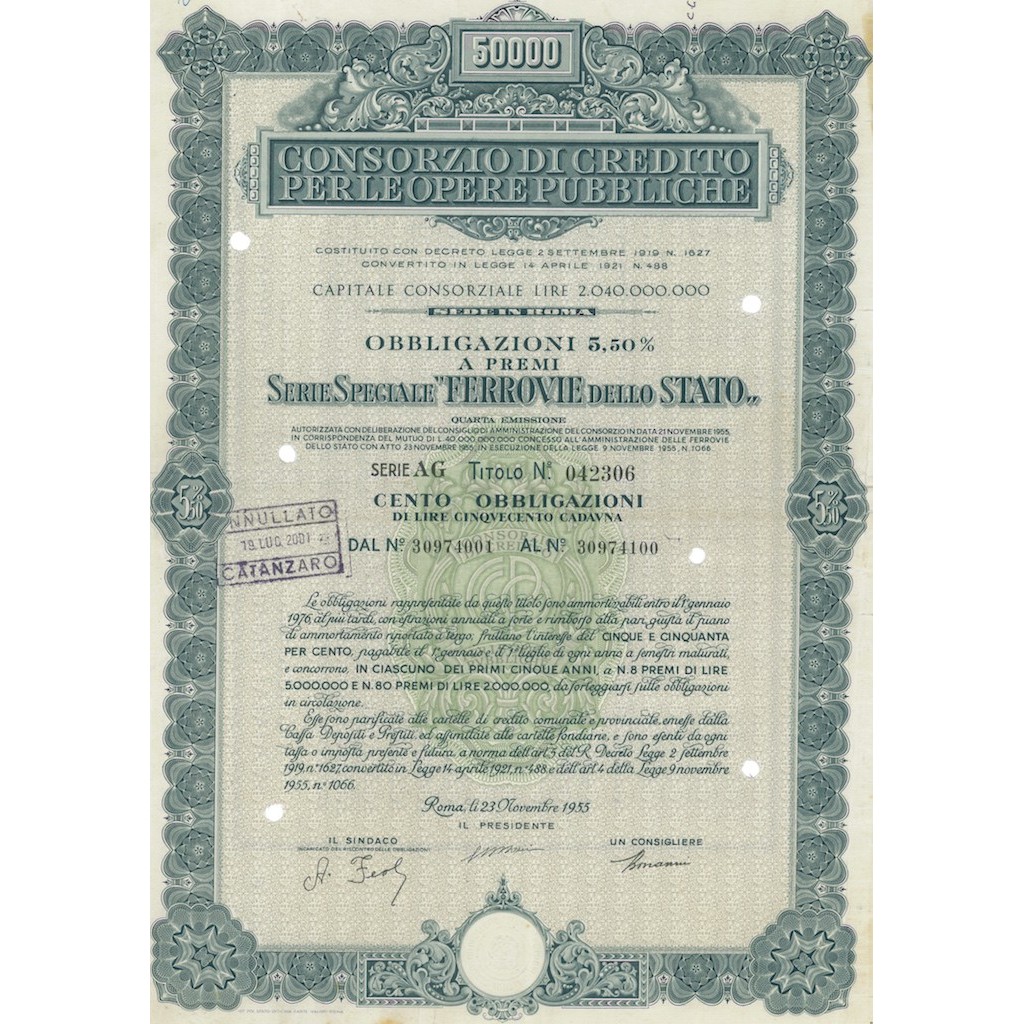 50000
CONSORZIO DI CREDITO
PER LE OPERE PUBBLICHE
COSTITUITO CON DECRETO LEGGE 2 SETTEMBRE 1919 N. 1627
CONVERTITO IN LEGGE 14 APRILE 1921 N. 488
CAPITALE CONSORZIALE LIRE 2.040.000.000
SEDE IN ROMA
OBBLIGAZIONI 5,50%
A PREMI
SERIE SPECIALE "FERROVIE DELLO STATO„
QUARTA EMISSIONE
AUTORIZZATA CON DELIBERAZIONE DEL CONSIGLIO DI AMMINISTRAZIONE DEL CONSORZIO IN DATA 21 NOVEMBRE 1955,
IN CORRISPONDENZA DEL MUTUO DI L. 40.000.000.000 CONCESSO ALL'AMMINISTRAZIONE DELLE FERROVIE
DELLO STATO CON ATTO 23 NOVEMBRE 1955, IN ESECUZIONE DELLA LEGGE 9 NOVEMBRE 1955, N. 1066.
SERIE AG TITOLO N. 042306
5,50% 5,50%
CENTO OBBLIGAZIONI
DI LIRE CINQVECENTO CADAVNA
DAL N° 30974001 AL N° 30974100
NNULLATO
19 LUG. 2001
CATANZARO
Le obbligazioni rappresentate da questo titolo sono ammortizzabili entro il 1° gennaio
1976, al più tardi, con estrazioni annuali a sorte e rimborso alla pari, giusta il piano
di ammortamento riportato a tergo, fruttano l'interesse del CINQUE E CINQUANTA
PER CENTO, pagabile il 1° gennaio e il 1° luglio di ogni anno a semestri maturati,
e concorrono, IN CIASCUNO DEI PRIMI CINQUE ANNI, a N. 8 PREMI DI LIRE
5.000.000 E N. 80 PREMI DI LIRE 2.000.000, da sorteggiarsi sulle obbligazioni
in circolazione.
Esse sono parificate alle cartelle di credito comunale e provinciale, emesse dalla
Cassa Depositi e Prestiti, ed assimilate alle cartelle fondiarie, e sono esenti da ogni
tassa o imposta presente e futura, a norma dell'art. 3 del R. Decreto Legge 2 settembre
1919, n° 1627, convertito in Legge 14 aprile 1921, n° 488 e dell'art. 4 della Legge 9 novembre
1955, n° 1066.
Roma, li 23 Novembre 1955
IL PRESIDENTE
IL SINDACO
INCARICATO DEL RISCONTRO DELLE OBBLIGAZIONI
UN CONSIGLIERE
Bonanni